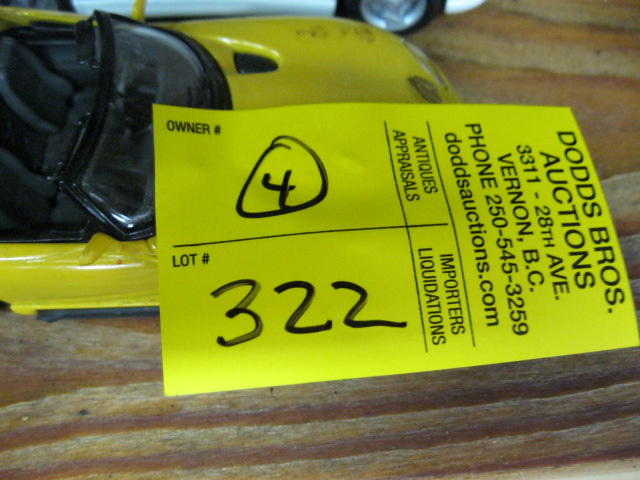 OWNER #
4
LOT #
322
ANTIQUES
APPRAISALS
IMPORTERS
LIQUIDATIONS
DODDS BROS.
AUCTIONS
3311 - 28TH AVE.
VERNON, B.C.
PHONE 250-545-3259
doddsauctions.com